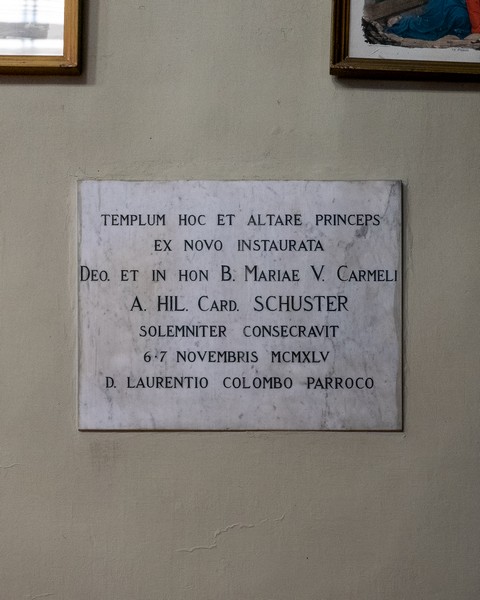 TEMPLUM HOC ET ALTARE PRINCEPS
EX NOVO INSTAURATA
DEO. ET IN HON B. MARIAE V. CARMELI
A. HIL. CARD. SCHUSTER
SOLEMNITER CONSECRAVIT
6-7 NOVEMBRIS MCMXLV
D. LAURENTIO COLOMBO PARROCO